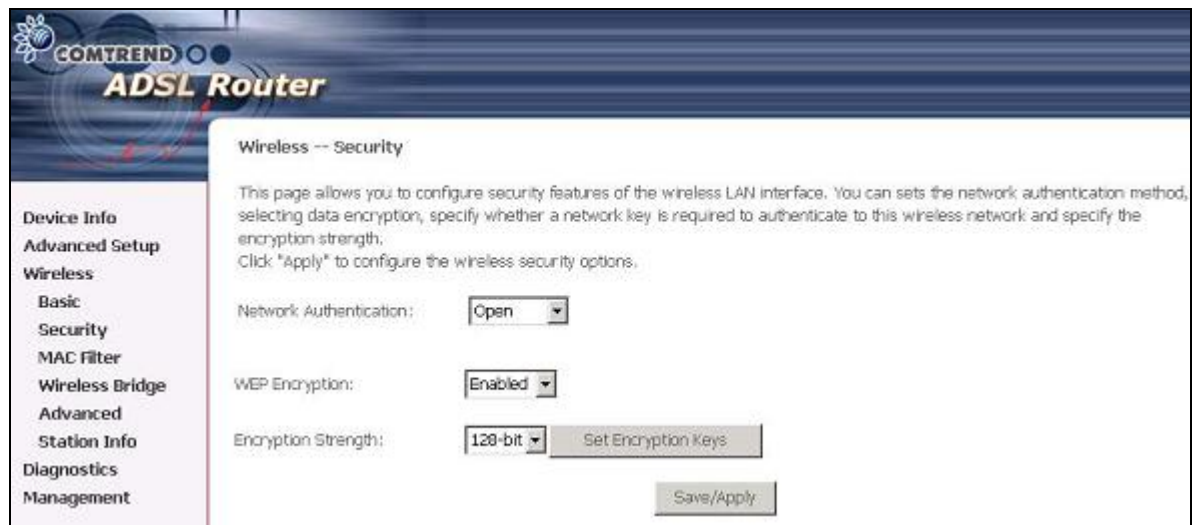 COMTREND
ADSL Router
Device Info
Advanced Setup
Wireless
Basic
Security
MAC Filter
Wireless Bridge
Advanced
Station Info
Diagnostics
Management
Wireless -- Security
This page allows you to configure security features of the wireless LAN interface. You can sets the network authentication method,
selecting data encryption, specify whether a network key is required to authenticate to this wireless network and specify the
encryption strength.
Click "Apply" to configure the wireless security options.
Network Authentication: Open
WEP Encryption: Enabled
Encryption Strength: 128-bit Set Encryption Keys
Save/Apply